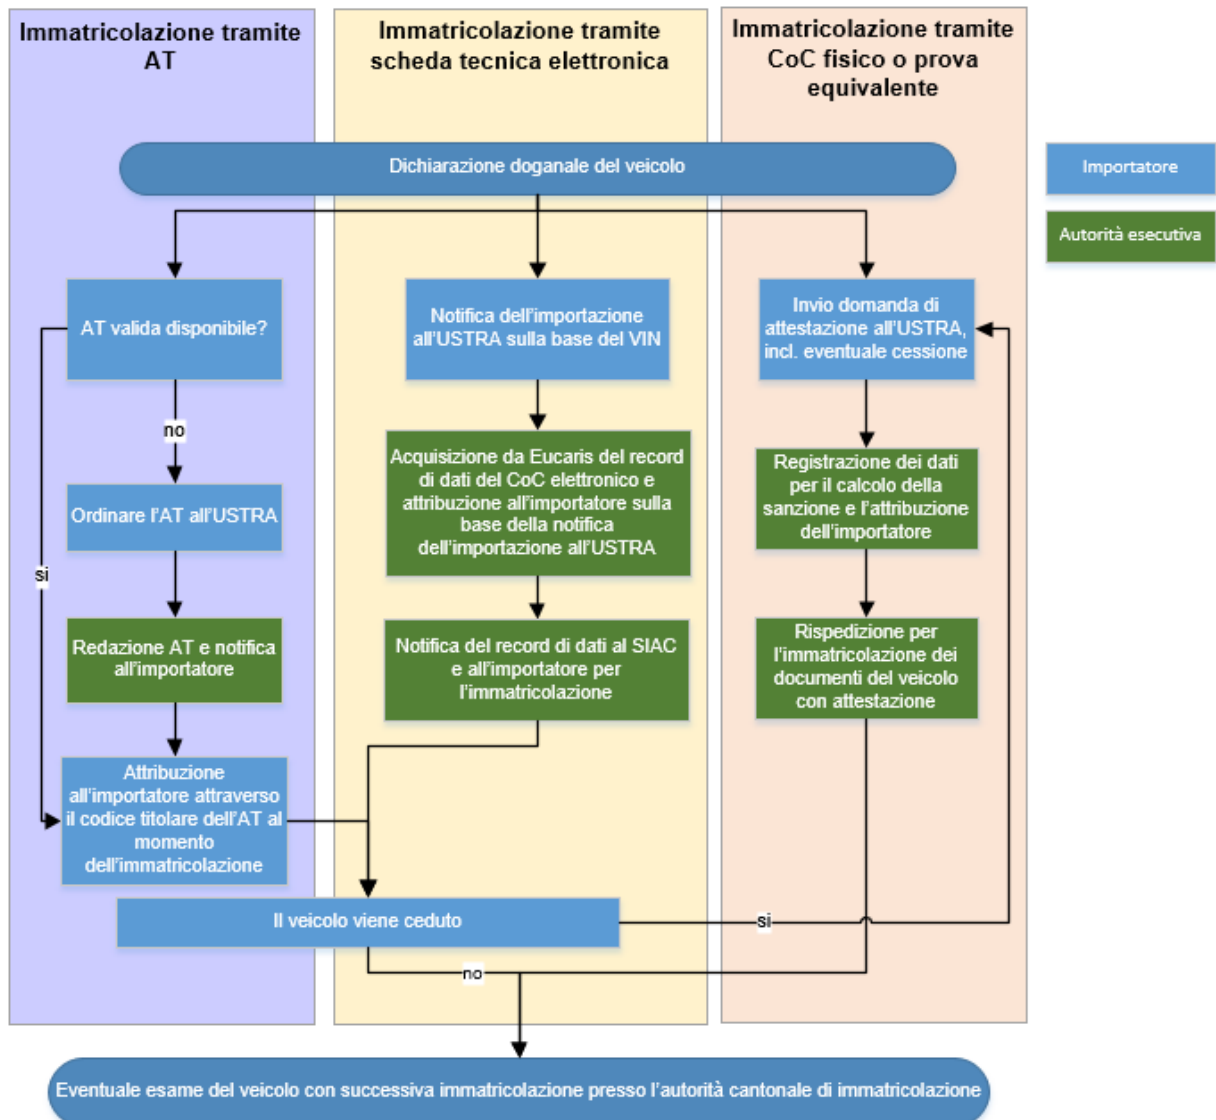 Immatricolazione tramite
AT
Immatricolazione tramite
scheda tecnica elettronica
Immatricolazione tramite
CoC fisico o prova
equivalente
Dichiarazione doganale del veicolo
Importatore
Autorità esecutiva
AT valida disponibile?
Notifica dell'importazione
all'USTRA sulla base del VIN
Invio domanda di
attestazione all'USTRA,
incl. eventuale cessione
no
Ordinare l'AT all'USTRA
Acquisizione da Eucaris del record
di dati del CoC elettronico e
attribuzione all'importatore sulla
base della notifica
dell'importazione all'USTRA
Registrazione dei dati
per il calcolo della
sanzione e l'attribuzione
dell'importatore
si
Redazione AT e notifica
all'importatore
Notifica del record di dati al SIAC
e all'importatore per
l'immatricolazione
Rispedizione per
l'immatricolazione dei
documenti del veicolo
con attestazione
Attribuzione
all'importatore attraverso
il codice titolare dell'AT al
momento
dell'immatricolazione
Il veicolo viene ceduto
si
no
Eventuale esame del veicolo con successiva immatricolazione presso l'autorità cantonale di immatricolazione